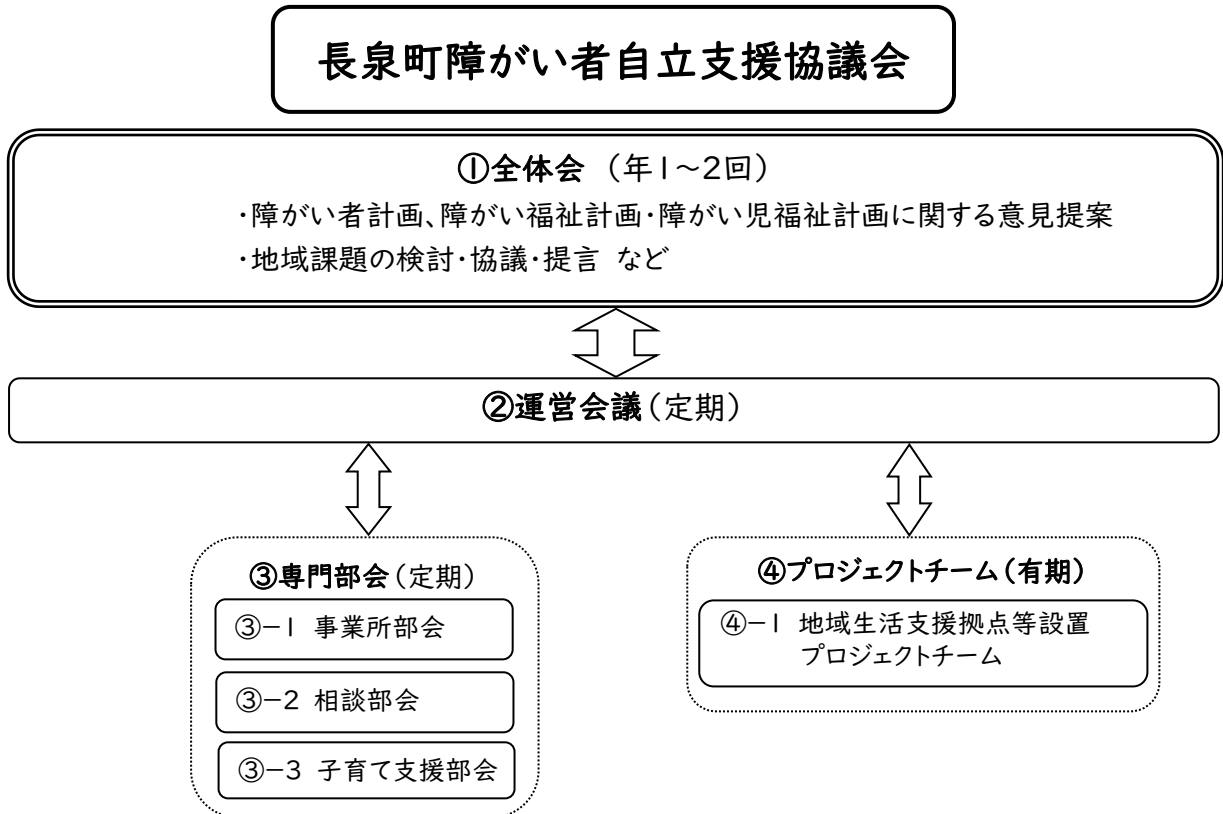 長泉町障がい者自立支援協議会
①全体会 （年1～2回）
・障がい者計画、障がい福祉計画・障がい児福祉計画に関する意見提案
・地域課題の検討・協議・提言 など
②運営会議（定期）
③専門部会（定期）
③－1 事業所部会
③－2 相談部会
③－3 子育て支援部会
④プロジェクトチーム（有期）
④－1 地域生活支援拠点等設置
プロジェクトチーム